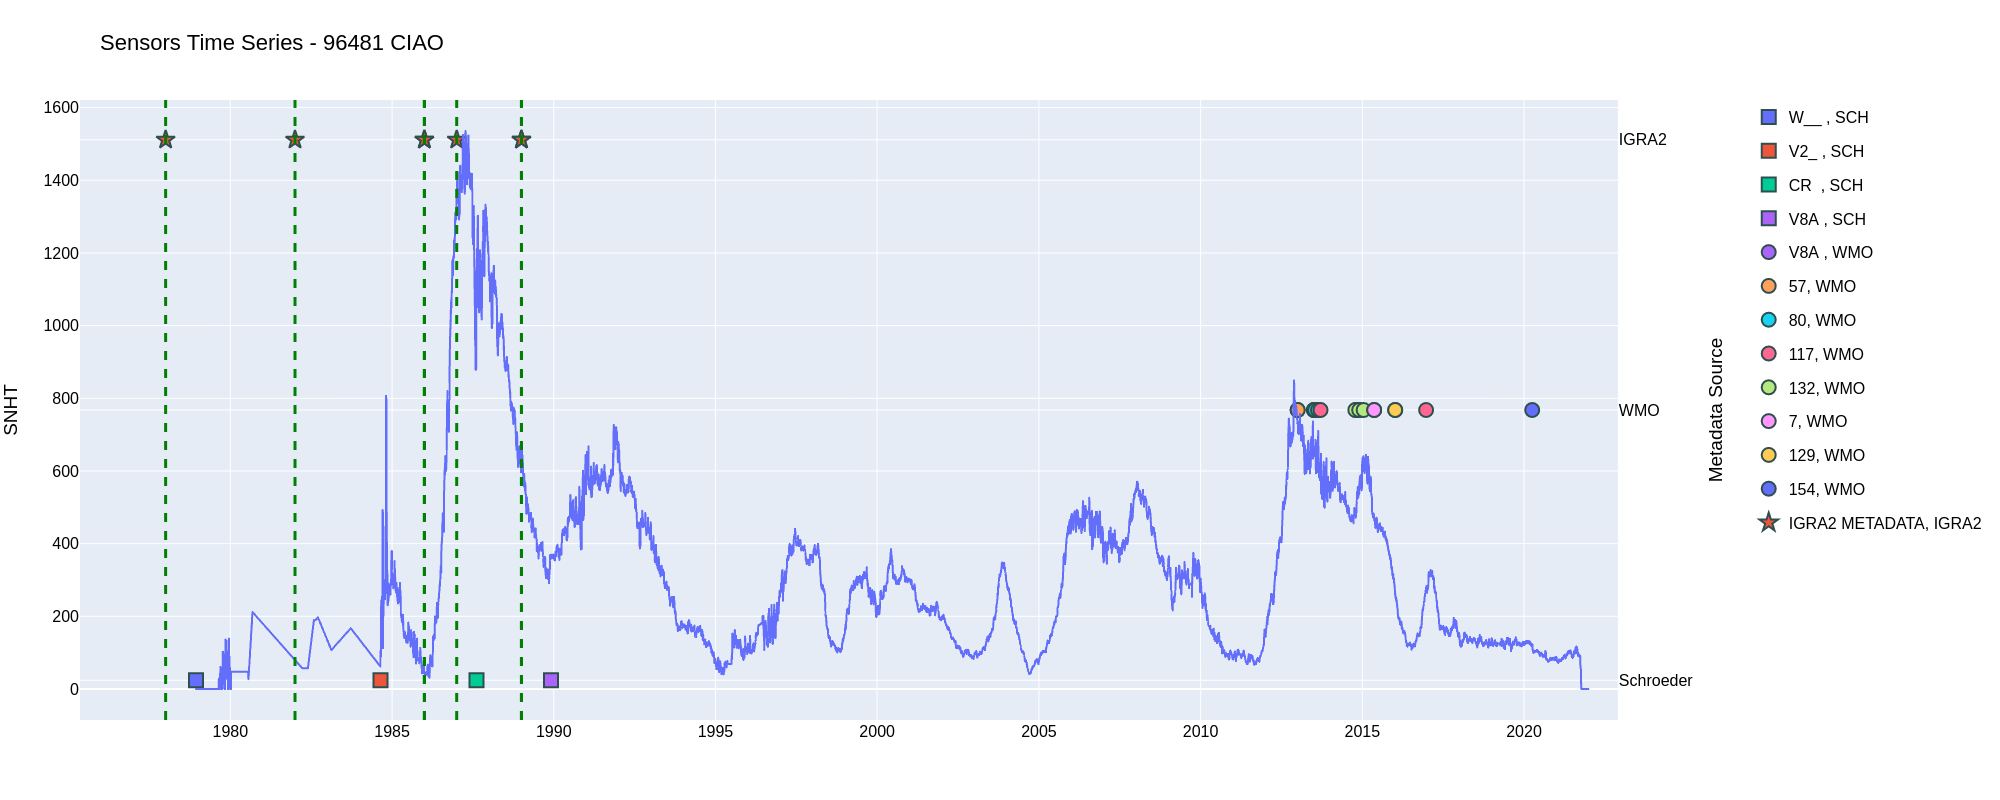 Sensors Time Series - 96481 CIAO
SNHT
1600
1400
1200
1000
800
600
400
200
0
1980
1985
1990
1995
2000
2005
2010
2015
2020
IGRA2
WMO
Schroeder
Metadata Source
W__ , SCH
V2_ , SCH
CR  , SCH
V8A , SCH
V8A , WMO
57, WMO
80, WMO
117, WMO
132, WMO
7, WMO
129, WMO
154, WMO
IGRA2 METADATA, IGRA2